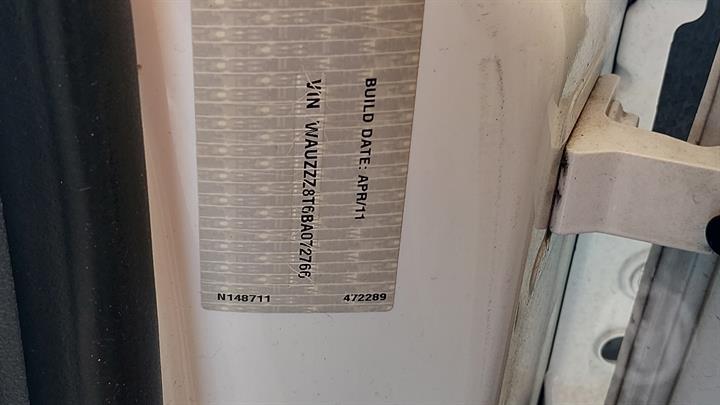 BUILD DATE: APR/11
VIN WAUZZZ8T6BA072766
N148711
472289